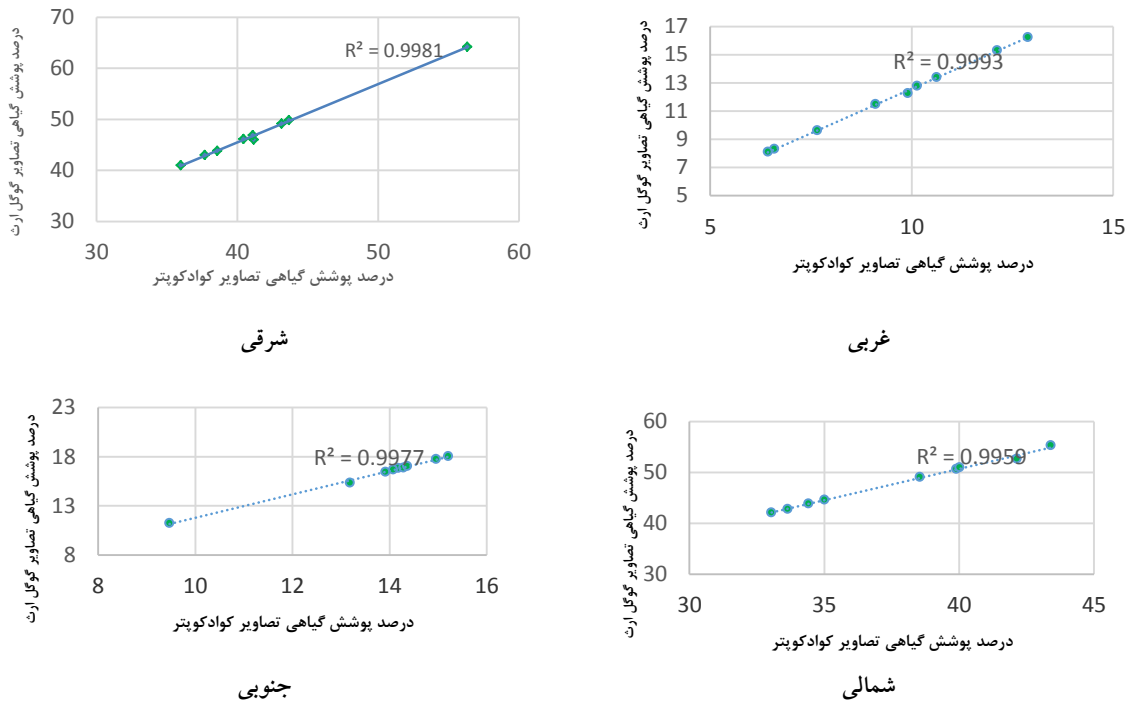 درصد پوشش گیاهی تصاویر گوگل ارث
70
60
50
40
30
R² = 0.9981
30 40 50 60
درصد پوشش گیاهی تصاویر کوادکوپتر
شرقی
درصد پوشش گیاهی تصاویر گوگل ارث
17
15
13
11
9
7
5
R² = 0.9993
5 10 15
درصد پوشش گیاهی تصاویر کوادکوپتر
غربی
درصد پوشش گیاهی تصاویر گوگل ارث
23
18
13
8
R² = 0.9977
8 10 12 14 16
درصد پوشش گیاهی تصاویر کوادکوپتر
جنوبی
درصد پوشش گیاهی تصاویر گوگل ارث
60
50
40
30
R² = 0.9959
30 35 40 45
درصد پوشش گیاهی تصاویر کوادکوپتر
شمالی